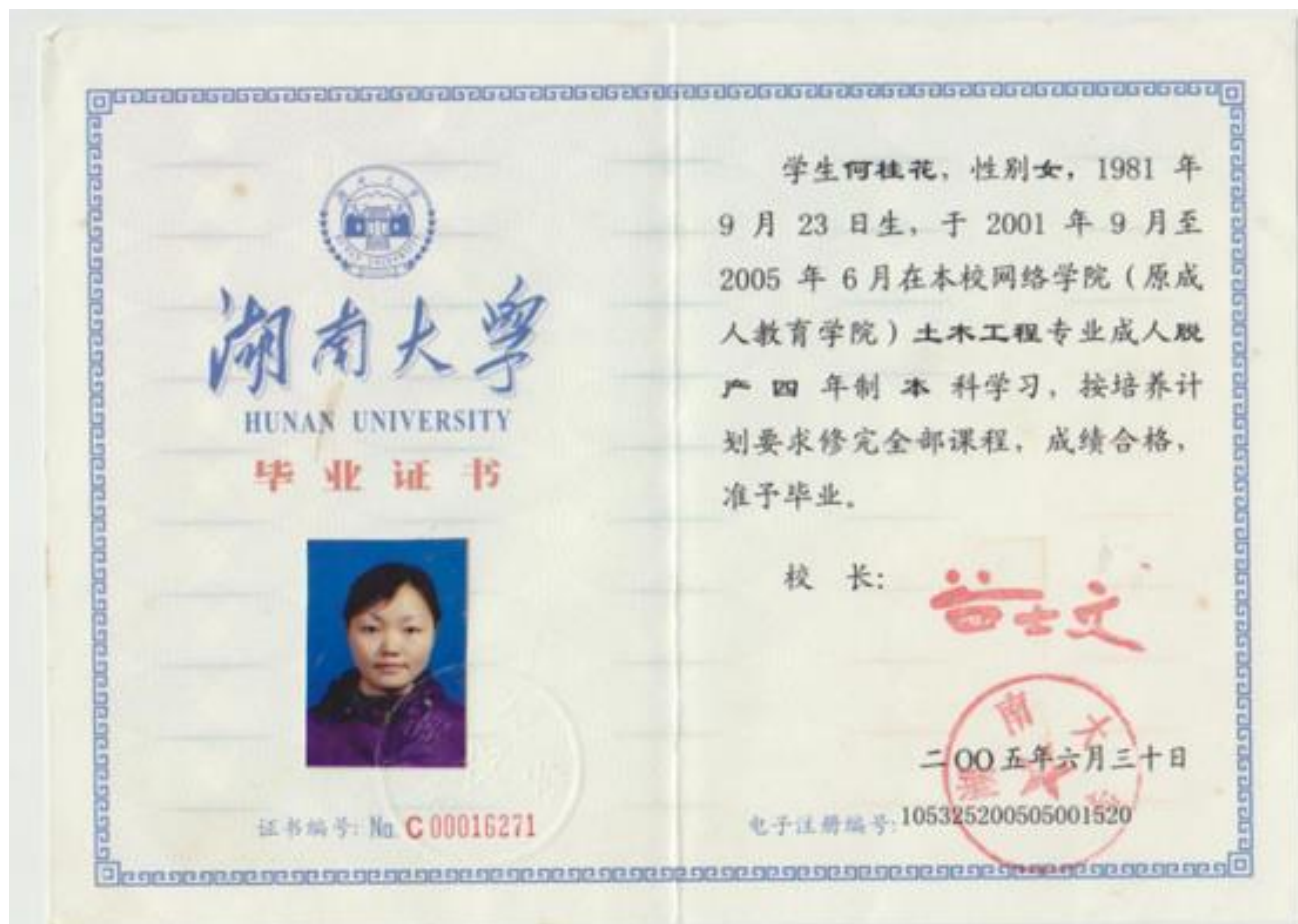 湖南大学
HUNAN UNIVERSITY
毕业证书
证书编号: No. C 00016271
学生何桂花，性别女，1981 年
9 月 23 日生，于 2001 年 9 月至
2005 年 6 月在本校网络学院（原成
人教育学院）土木工程专业成人脱
产 四 年制 本 科学习，按培养计
划要求修完全部课程，成绩合格，
准予毕业。
校 长:
二OO五年六月三十日
湖南大学
电子注册编号: 105325200505001520